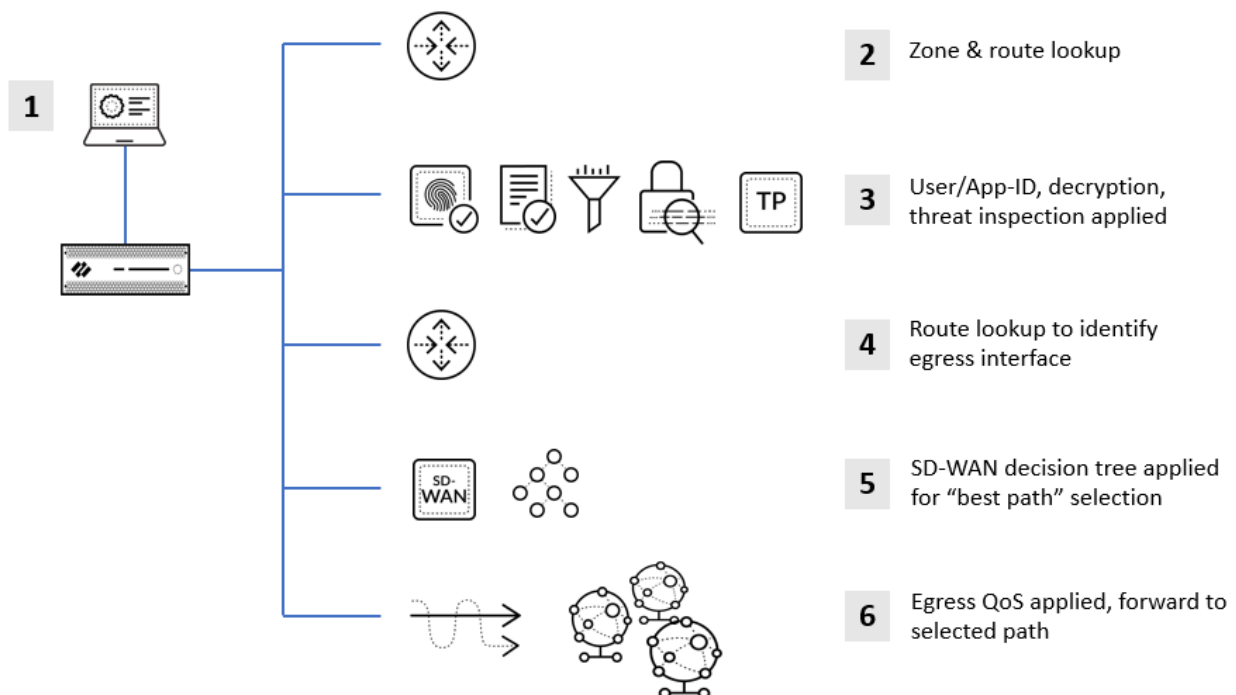 1
2
Zone & route lookup
3
User/App-ID, decryption,
threat inspection applied
TP
4
Route lookup to identify
egress interface
5
SD-WAN decision tree applied
for “best path” selection
SD-
WAN
6
Egress QoS applied, forward to
selected path